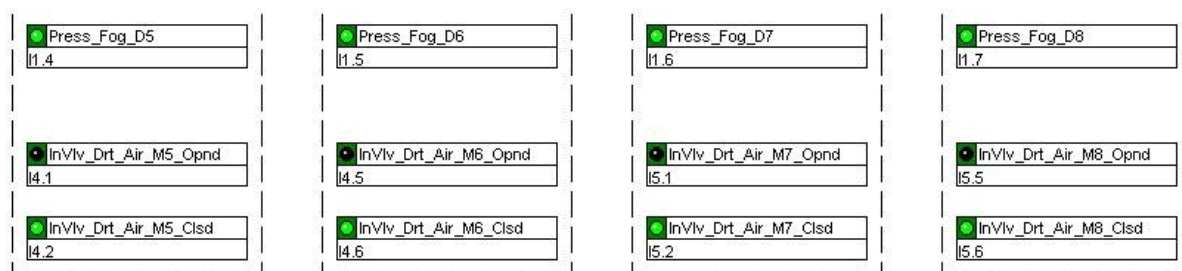 Press_Fog_D5
I1.4
Press_Fog_D6
I1.5
Press_Fog_D7
I1.6
Press_Fog_D8
I1.7
InVlv_Drt_Air_M5_Opnd
I4.1
InVlv_Drt_Air_M6_Opnd
I4.5
InVlv_Drt_Air_M7_Opnd
I5.1
InVlv_Drt_Air_M8_Opnd
I5.5
InVlv_Drt_Air_M5_Clsd
I4.2
InVlv_Drt_Air_M6_Clsd
I4.6
InVlv_Drt_Air_M7_Clsd
I5.2
InVlv_Drt_Air_M8_Clsd
I5.6